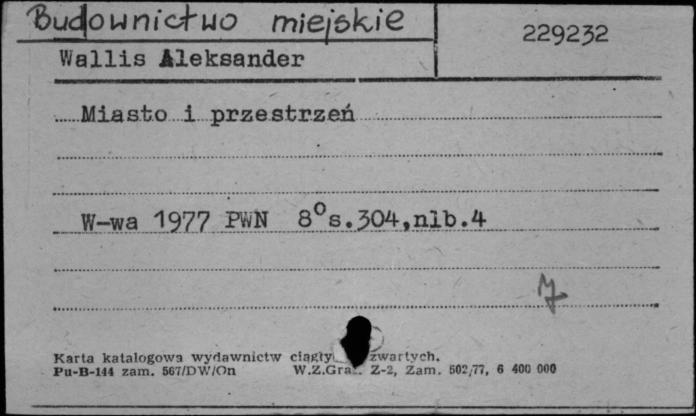 Budownictwo miejskie
229232
Wallis Aleksander
Miasto i przestrzeń
W-wa 1977 PWN 8° s.304,nlb.4
Karta katalogowa wydawnictw zwartych.
Pu-B-144 zam. 567/DW/On W.Z.Gra Z-2, Zam. 502/77, 6 400 000